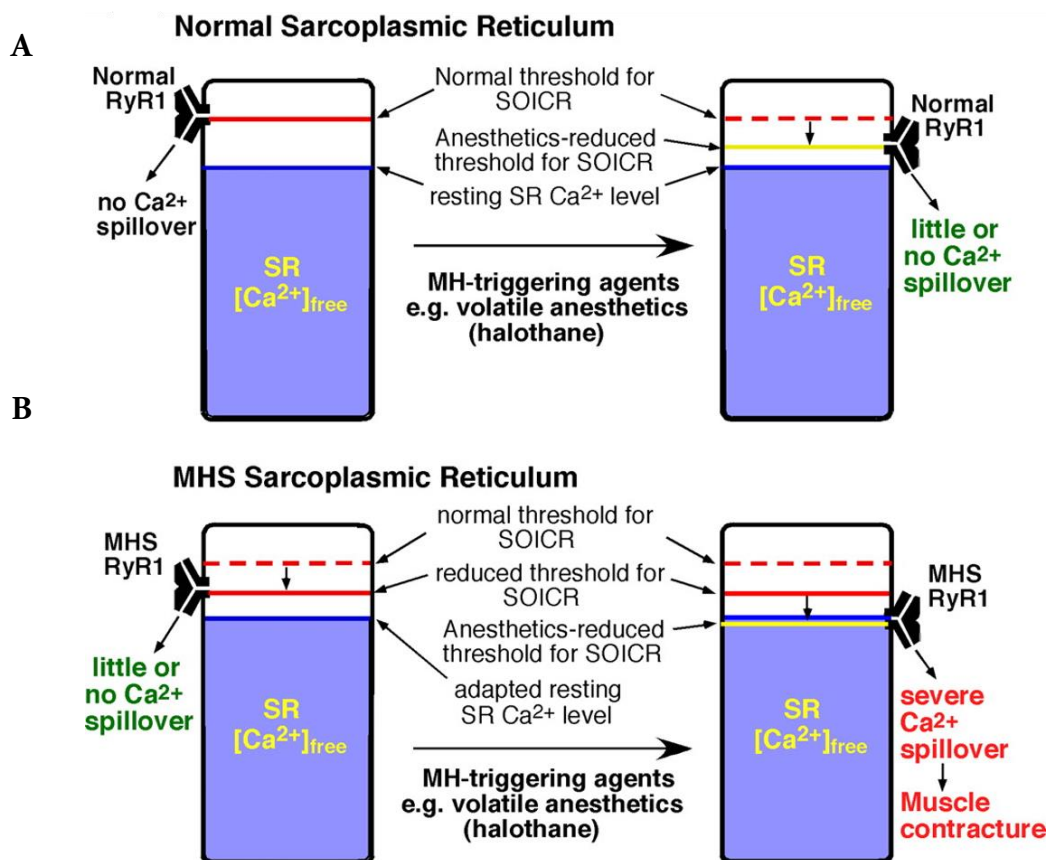 A
Normal Sarcoplasmic Reticulum
Normal
RyR1
no Ca²⁺
spillover
SR
[Ca²⁺]free
Normal threshold for
SOICR
Anesthetics-reduced
threshold for SOICR
resting SR Ca²⁺ level
MH-triggering agents
e.g. volatile anesthetics
(halothane)
SR
[Ca²⁺]free
Normal
RyR1
little or
no Ca²⁺
spillover
B
MHS Sarcoplasmic Reticulum
MHS
RyR1
little or
no Ca²⁺
spillover
SR
[Ca²⁺]free
normal threshold for
SOICR
reduced threshold for
SOICR
Anesthetics-reduced
threshold for SOICR
adapted resting
SR Ca²⁺ level
MH-triggering agents
e.g. volatile anesthetics
(halothane)
SR
[Ca²⁺]free
MHS
RyR1
severe
Ca²⁺
spillover
Muscle
contracture